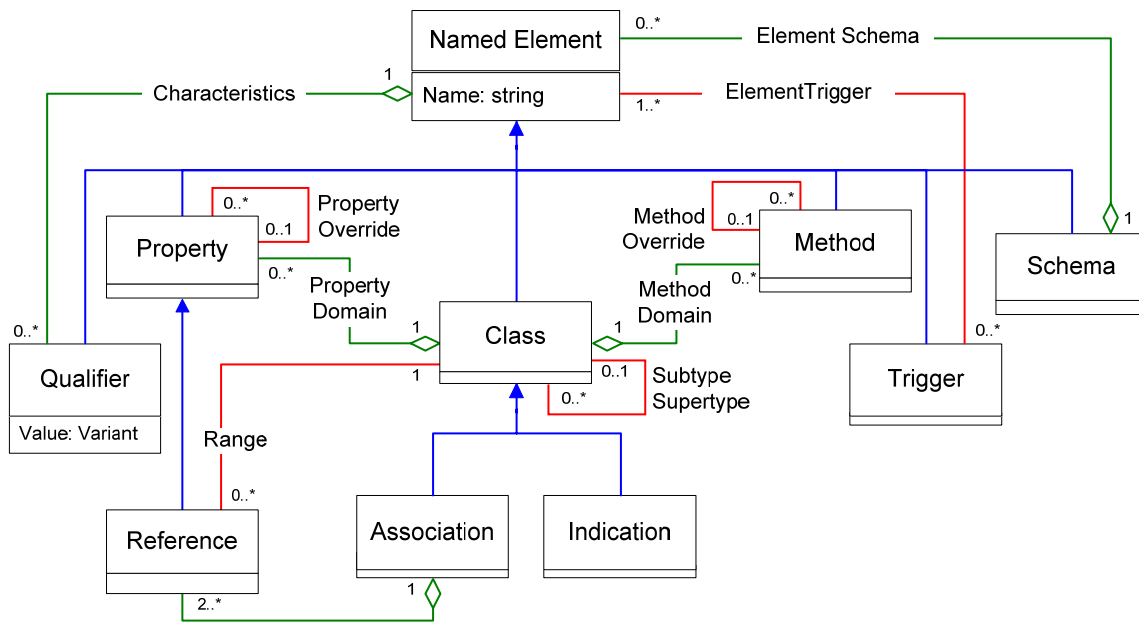 Named Element
Name: string
0..*
Element Schema
1
Characteristics
1..*
ElementTrigger
0..*
0..1
Property
Override
Property
0..*
Property
Domain
Method
Override
0..*
0..1
Method
0..*
Method
Domain
1
Schema
Class
1
1
1
0..1
0..*
Subtype
Supertype
0..*
Qualifier
Value: Variant
0..*
Trigger
Range
0..*
Reference
2..*
Association
1
Indication